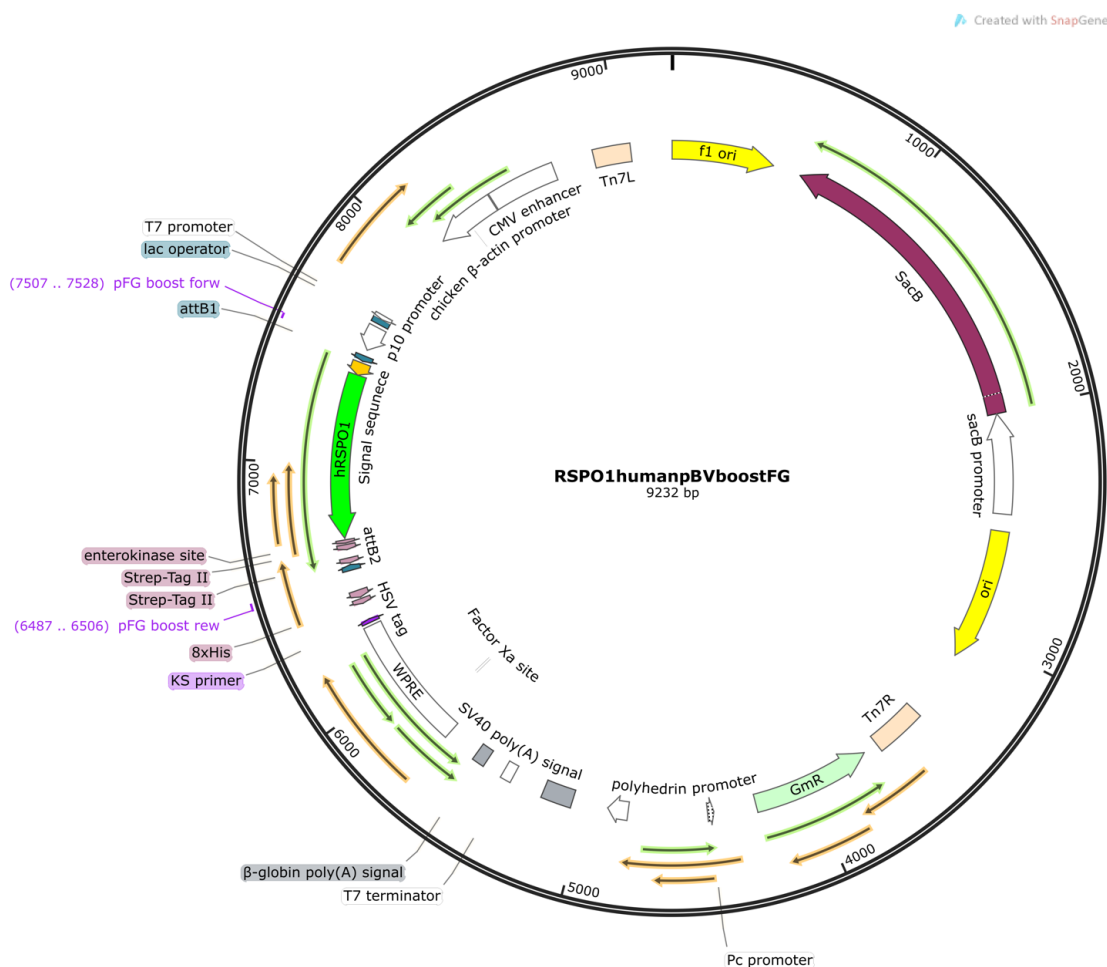 Created with SnapGene
9000
1000
f1 ori
Tn7L
CMV enhancer
chicken β-actin promoter
8000
T7 promoter
lac operator
(7507 .. 7528) pFG boost forw
attB1
p10 promoter
SacB
2000
sacB promoter
Signal sequnece
hRSPO1
7000
RSPO1humanpBVboostFG
9232 bp
attB2
enterokinase site
Strep-Tag II
Strep-Tag II
(6487 .. 6506) pFG boost rew
8xHis
KS primer
HSV tag
Factor Xa site
WPRE
ori
3000
6000
SV40 poly(A) signal
Tn7R
polyhedrin promoter
GmR
4000
β-globin poly(A) signal
T7 terminator
5000
Pc promoter